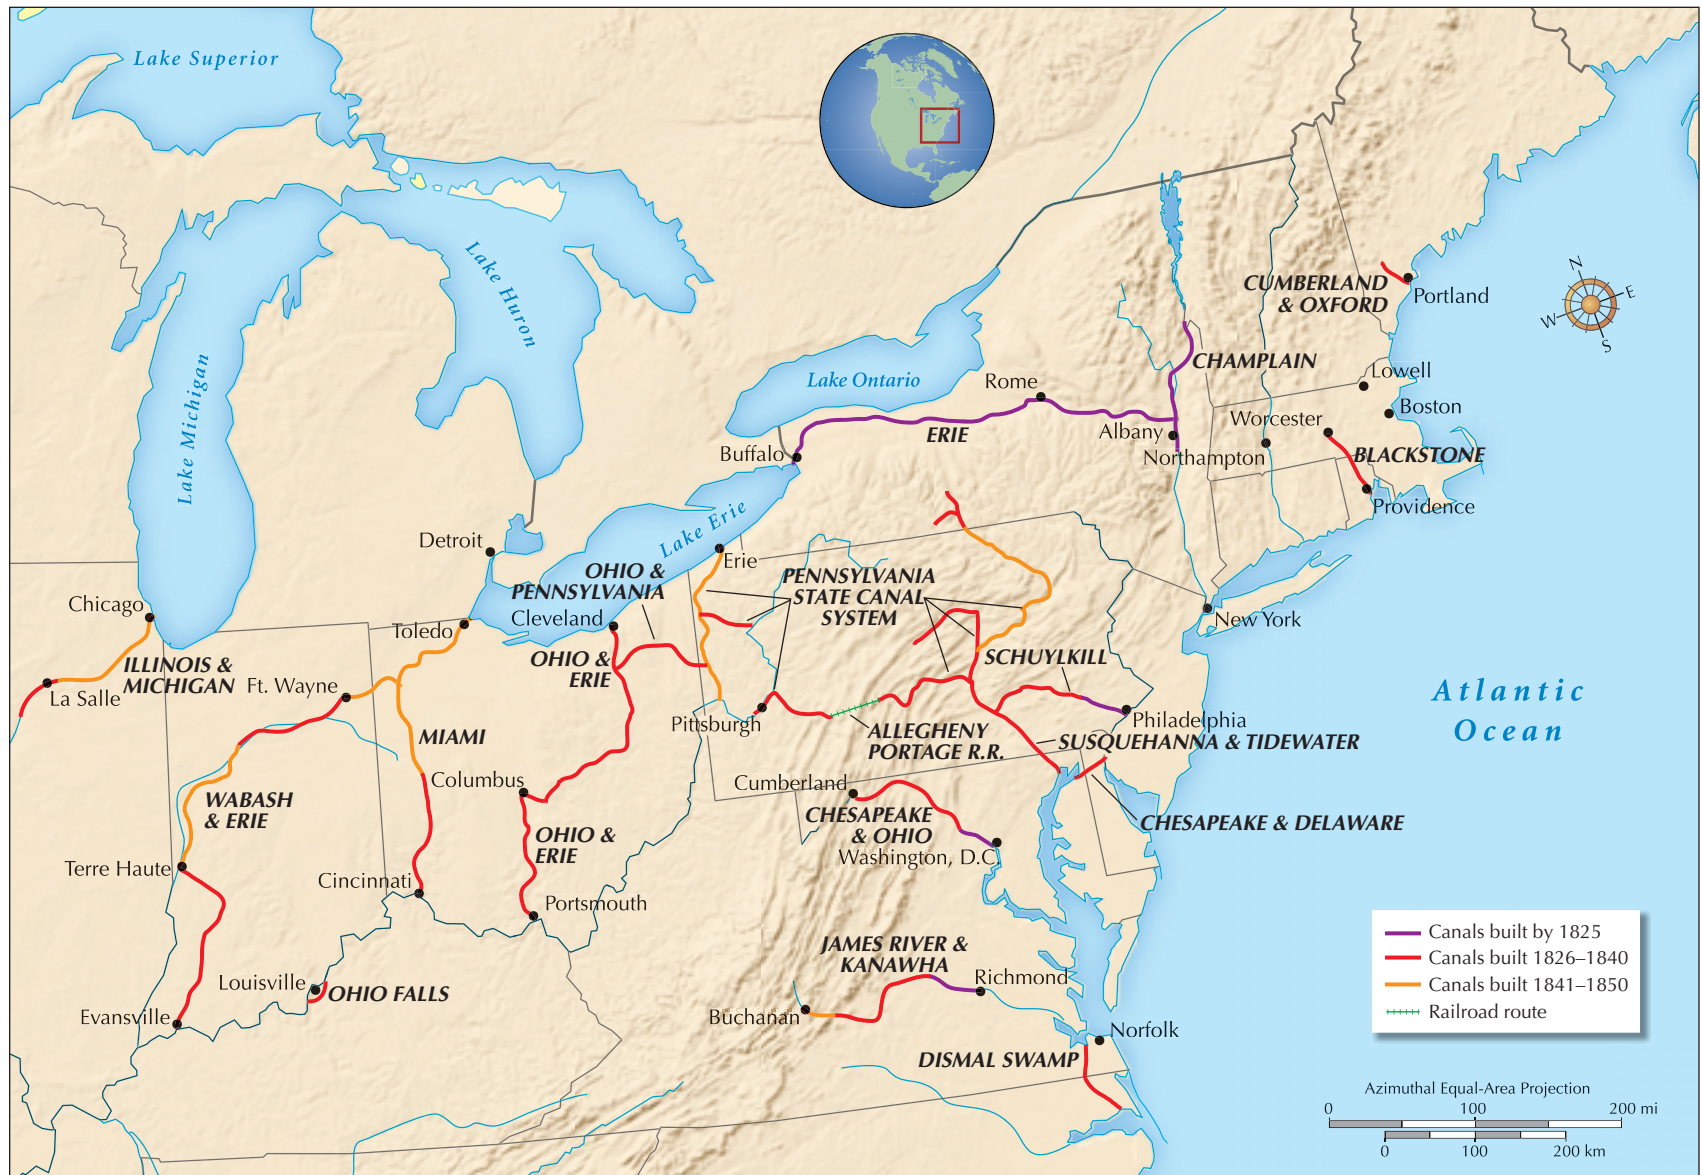 Lake Superior
N
E
W
S
Lake Huron
CUMBERLAND
& OXFORD
Portland
Lake Michigan
CHAMPLAIN
Lake Ontario
Rome
Lowell
Boston
Worcester
ERIE
Albany
Buffalo
Northampton
BLACKSTONE
Providence
Lake Erie
Detroit
Erie
OHIO &
PENNSYLVANIA
PENNSYLVANIA
STATE CANAL
SYSTEM
Chicago
Cleveland
Toledo
New York
ILLINOIS &
MICHIGAN
OHIO &
ERIE
SCHUYLKILL
La Salle
Ft. Wayne
Atlantic
Ocean
Pittsburgh
Philadelphia
ALLEGHENY
PORTAGE R.R.
SUSQUEHANNA & TIDEWATER
MIAMI
Columbus
Cumberland
WABASH
& ERIE
CHESAPEAKE
& OHIO
CHESAPEAKE & DELAWARE
OHIO &
ERIE
Washington, D.C.
Terre Haute
Cincinnati
Portsmouth
JAMES RIVER &
KANAWHA
Richmond
Louisville
OHIO FALLS
Evansville
Buchanan
Norfolk
DISMAL SWAMP
Canals built by 1825
Canals built 1826–1840
Canals built 1841–1850
Railroad route
Azimuthal Equal-Area Projection
0 100 200 mi
0 100 200 km